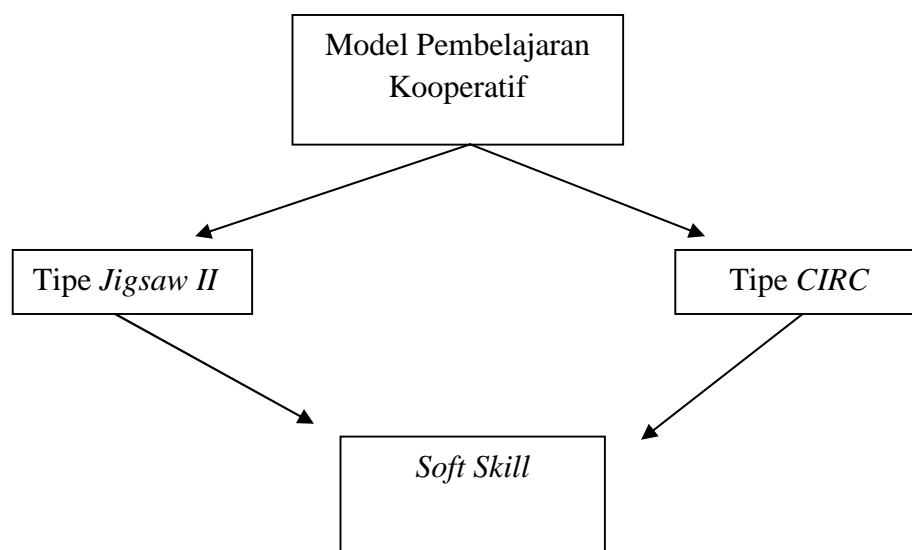 Model Pembelajaran
Kooperatif
Tipe Jigsaw II
Tipe CIRC
Soft Skill